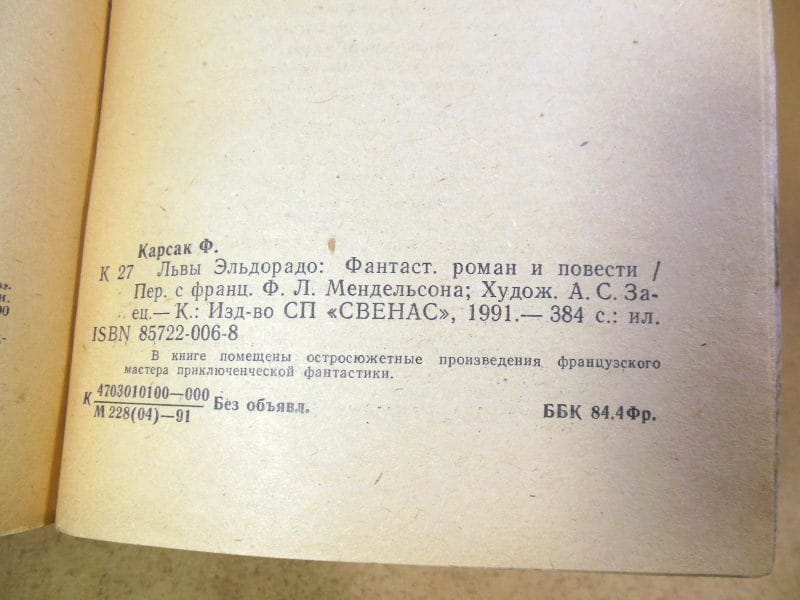 Карсак Ф.
К 27 Львы Эльдорадо: Фантаст. роман и повести /
Пер. с франц. Ф. Л. Мендельсона; Худож. А. С. За-
ец.— К.: Изд-во СП «СВЕНАС», 1991.— 384 с.: ил.
ISBN 85722-006-8
В книге помещены остросюжетные произведения французского
мастера приключенческой фантастики.
К 4703010100—000
М 228(04)—91 Без объявл.
ББК 84.4Фр.